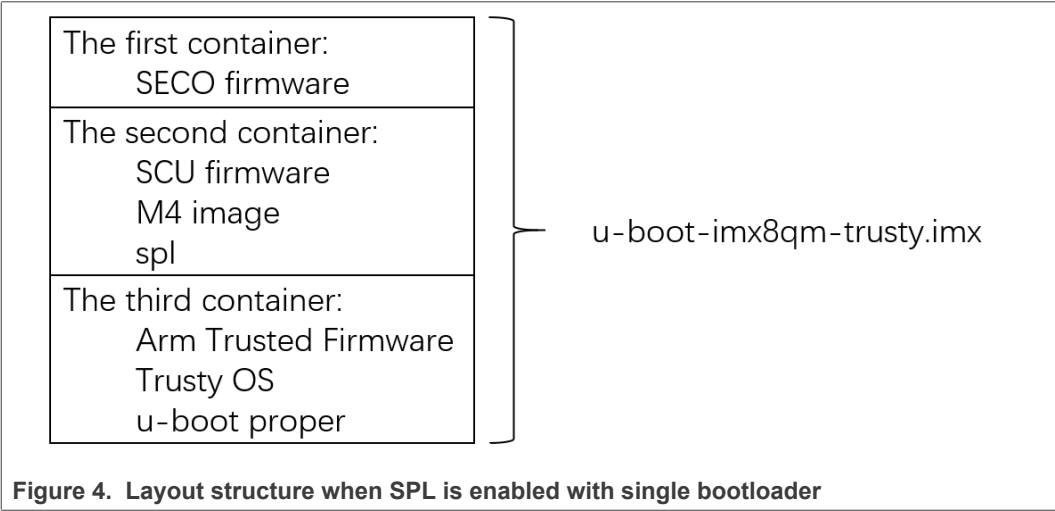 The first container:
SECO firmware
The second container:
SCU firmware
M4 image
spl
The third container:
Arm Trusted Firmware
Trusty OS
u-boot proper
u-boot-imx8qm-trusty.imx
Figure 4. Layout structure when SPL is enabled with single bootloader